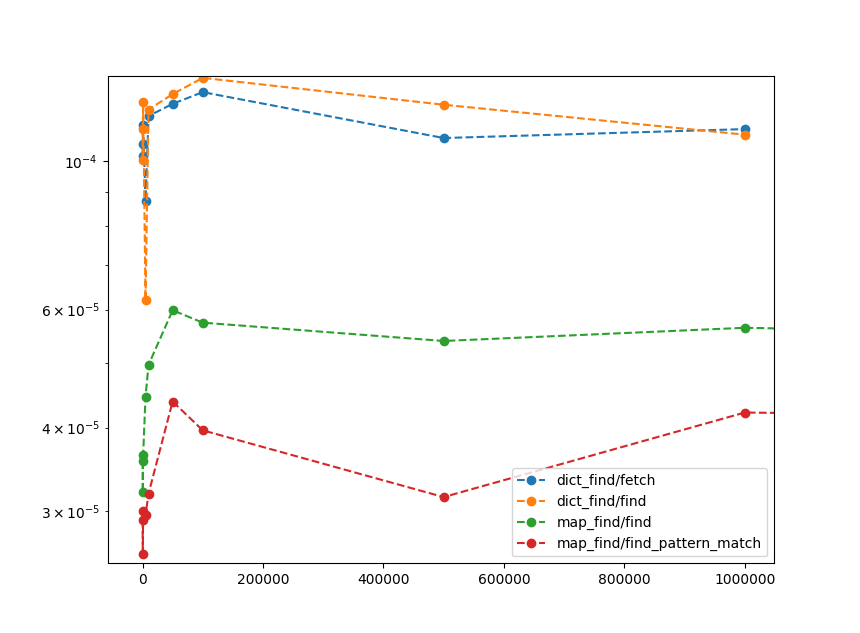 10⁻⁴
6 × 10⁻⁵
4 × 10⁻⁵
3 × 10⁻⁵
0 200000 400000 600000 800000 1000000
dict_find/fetch
dict_find/find
map_find/find
map_find/find_pattern_match